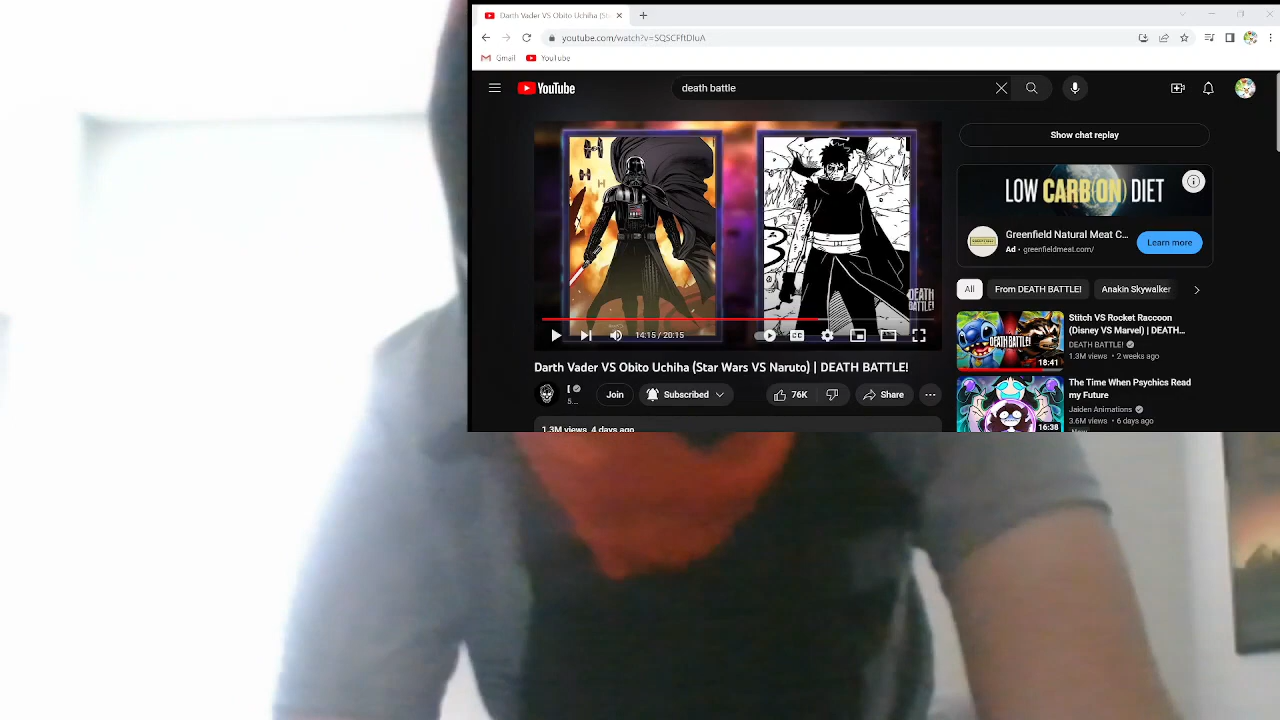 Darth Vader VS Obito Uchiha (St
youtube.com/watch?v=SQSCFftDIuA
Gmail
YouTube
YouTube
death battle
DEATH
BATTLE!
14:15 / 20:15
Darth Vader VS Obito Uchiha (Star Wars VS Naruto) | DEATH BATTLE!
5...
Join
Subscribed
76K
Share
1.3M views 4 days ago
Show chat replay
LOW CARB(ON) DIET
Greenfield Natural Meat C...
Ad • greenfieldmeat.com/
Learn more
All
From DEATH BATTLE!
Anakin Skywalker
DEATH BATTLE!
18:41
Stitch VS Rocket Raccoon
(Disney VS Marvel) | DEATH...
DEATH BATTLE!
1.3M views • 2 weeks ago
16:38
The Time When Psychics Read
my Future
Jaiden Animations
3.6M views • 6 days ago
New